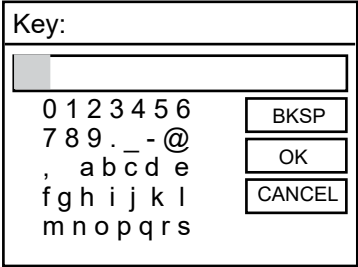 Key:
0 1 2 3 4 5 6
7 8 9 . _ - @
, a b c d e
f g h i j k l
m n o p q r s
BKSP
OK
CANCEL